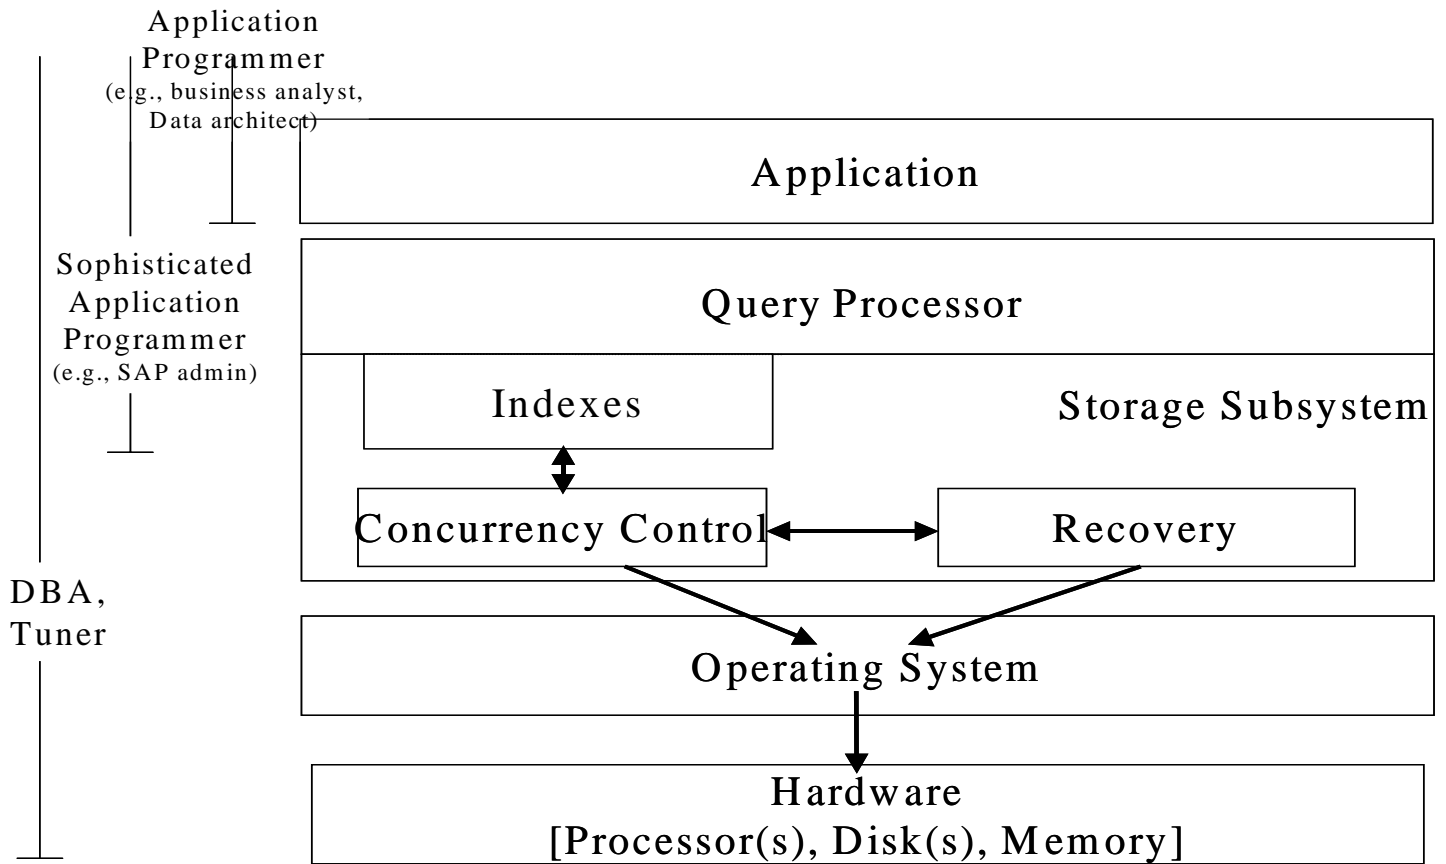 Application
Programmer
(e.g., business analyst,
Data architect)
Application
Sophisticated
Application
Programmer
(e.g., SAP admin)
Query Processor
Indexes
Storage Subsystem
Concurrency Control
Recovery
DBA,
Tuner
Operating System
Hardware
[Processor(s), Disk(s), Memory]